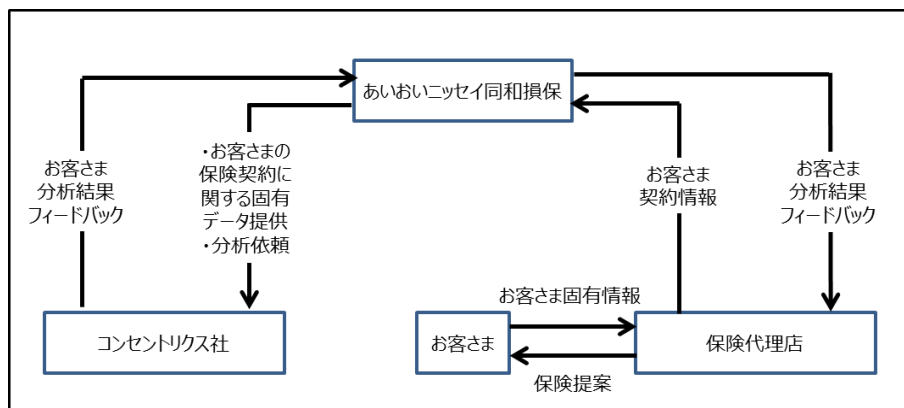 あいおいニッセイ同和損保
お客さま
分析結果
フィードバック
・お客さまの
保険契約に
関する固有
データ提供
・分析依頼
お客さま
契約情報
お客さま
分析結果
フィードバック
コンセントリクス社
お客さま固有情報
お客さま
保険代理店
保険提案